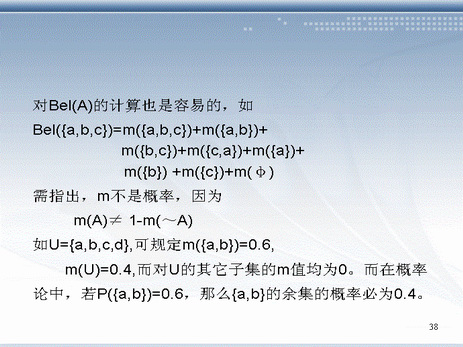 对Bel(A)的计算也是容易的，如
Bel({a,b,c})=m({a,b,c})+m({a,b})+
m({b,c})+m({c,a})+m({a})+
m({b}) +m({c})+m(φ)
需指出，m不是概率，因为
m(A)≠ 1-m(～A)
如U={a,b,c,d},可规定m({a,b})=0.6,
m(U)=0.4,而对U的其它子集的m值均为0。而在概率
论中，若P({a,b})=0.6，那么{a,b}的余集的概率必为0.4。
38